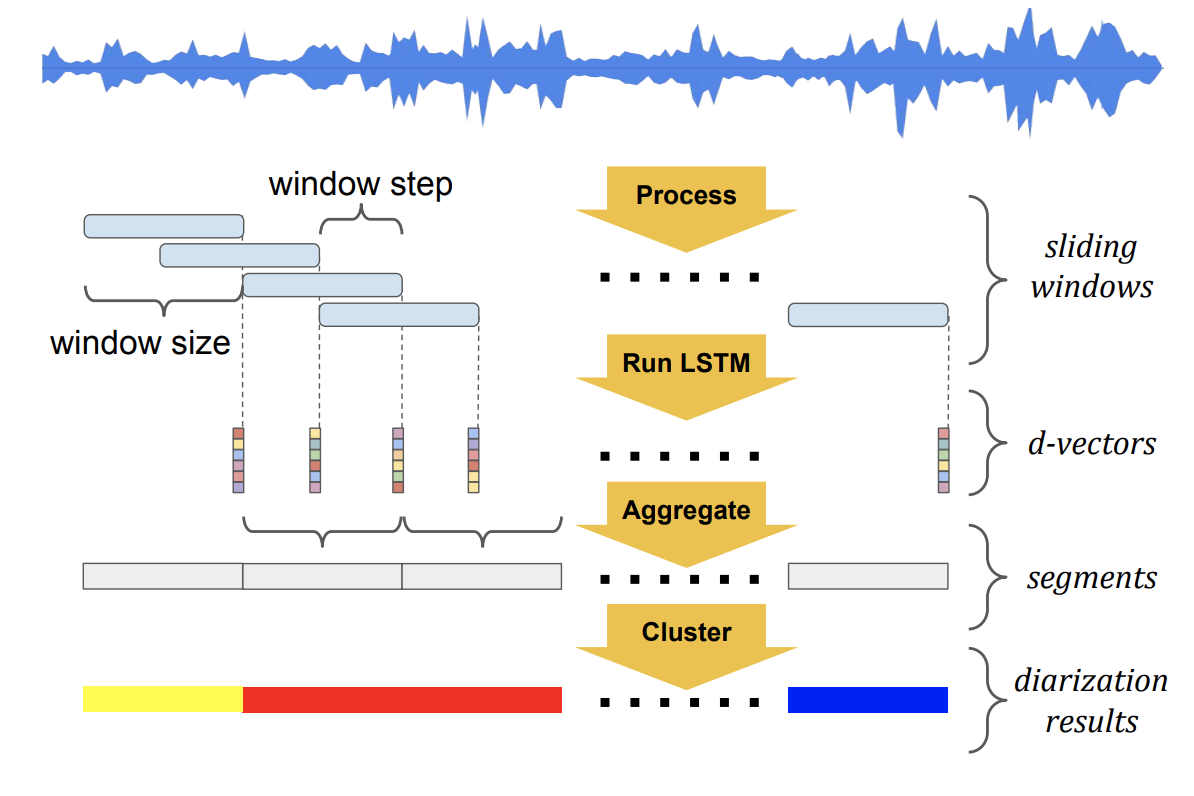 window step
Process
sliding
windows
window size
Run LSTM
d-vectors
Aggregate
segments
Cluster
diarization
results